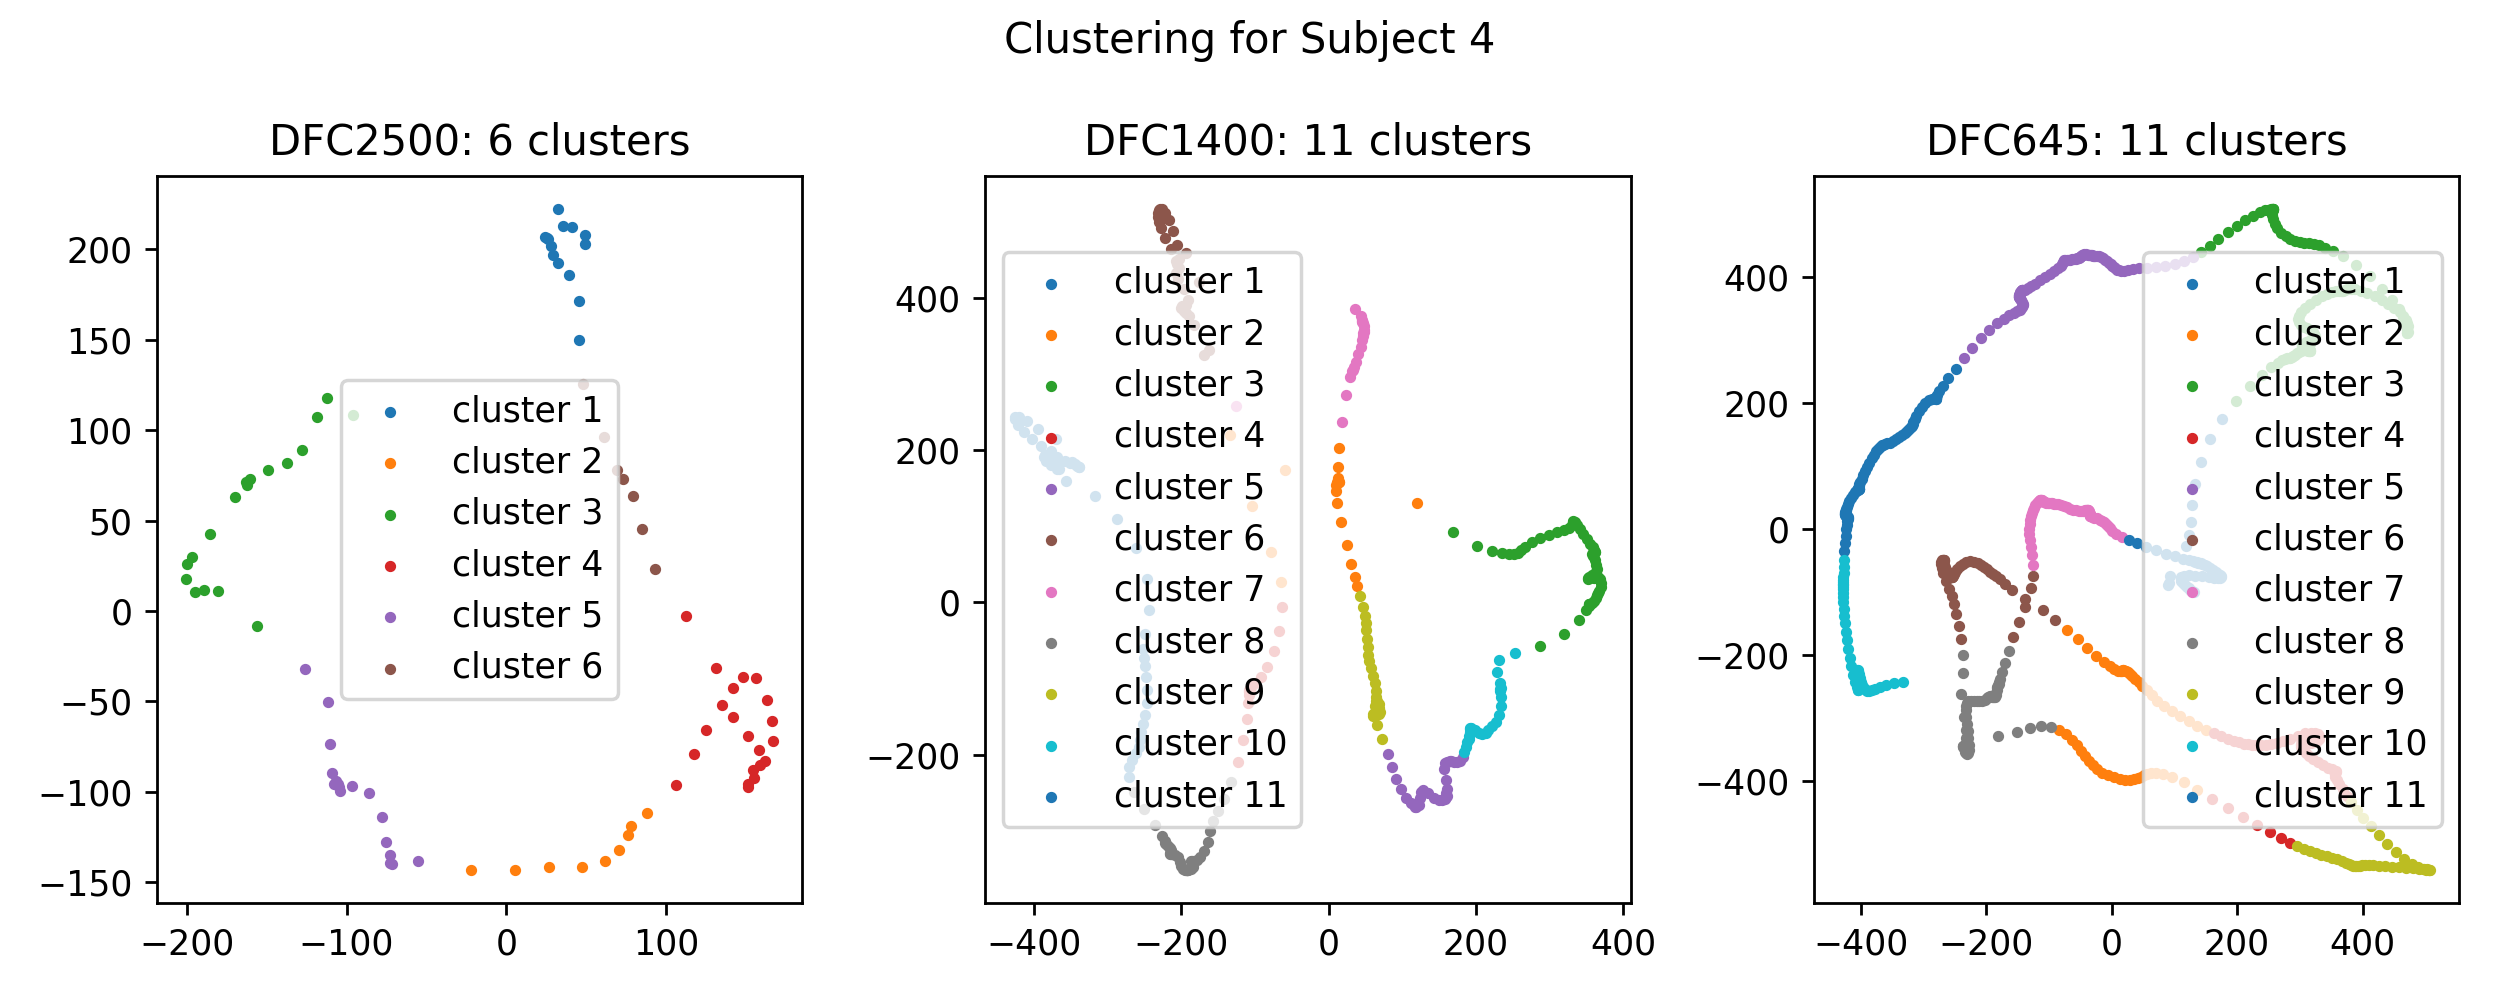 Clustering for Subject 4
DFC2500: 6 clusters
200
150
100
50
0
−50
−100
−150
−200
−100
0
100
cluster 1
cluster 2
cluster 3
cluster 4
cluster 5
cluster 6
DFC1400: 11 clusters
400
200
0
−200
−400
−200
0
200
400
cluster 1
cluster 2
cluster 3
cluster 4
cluster 5
cluster 6
cluster 7
cluster 8
cluster 9
cluster 10
cluster 11
DFC645: 11 clusters
400
200
0
−200
−400
−400
−200
0
200
400
cluster 1
cluster 2
cluster 3
cluster 4
cluster 5
cluster 6
cluster 7
cluster 8
cluster 9
cluster 10
cluster 11